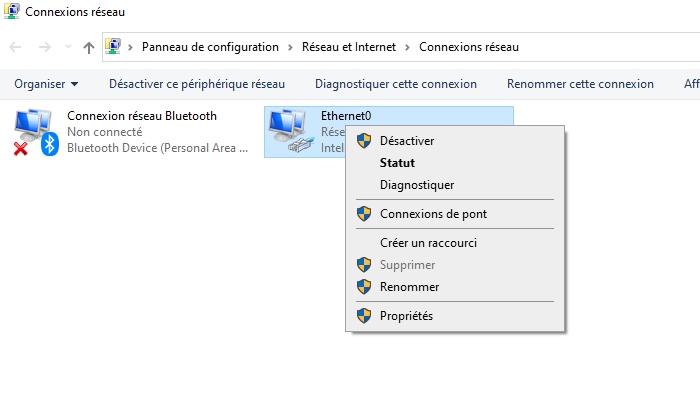 Connexions réseau
Panneau de configuration > Réseau et Internet > Connexions réseau
Organiser Désactiver ce périphérique réseau Diagnostiquer cette connexion Renommer cette connexion Aff
Connexion réseau Bluetooth
Non connecté
Bluetooth Device (Personal Area ...
Ethernet0
Rése
Intel
Désactiver
Statut
Diagnostiquer
Connexions de pont
Créer un raccourci
Supprimer
Renommer
Propriétés